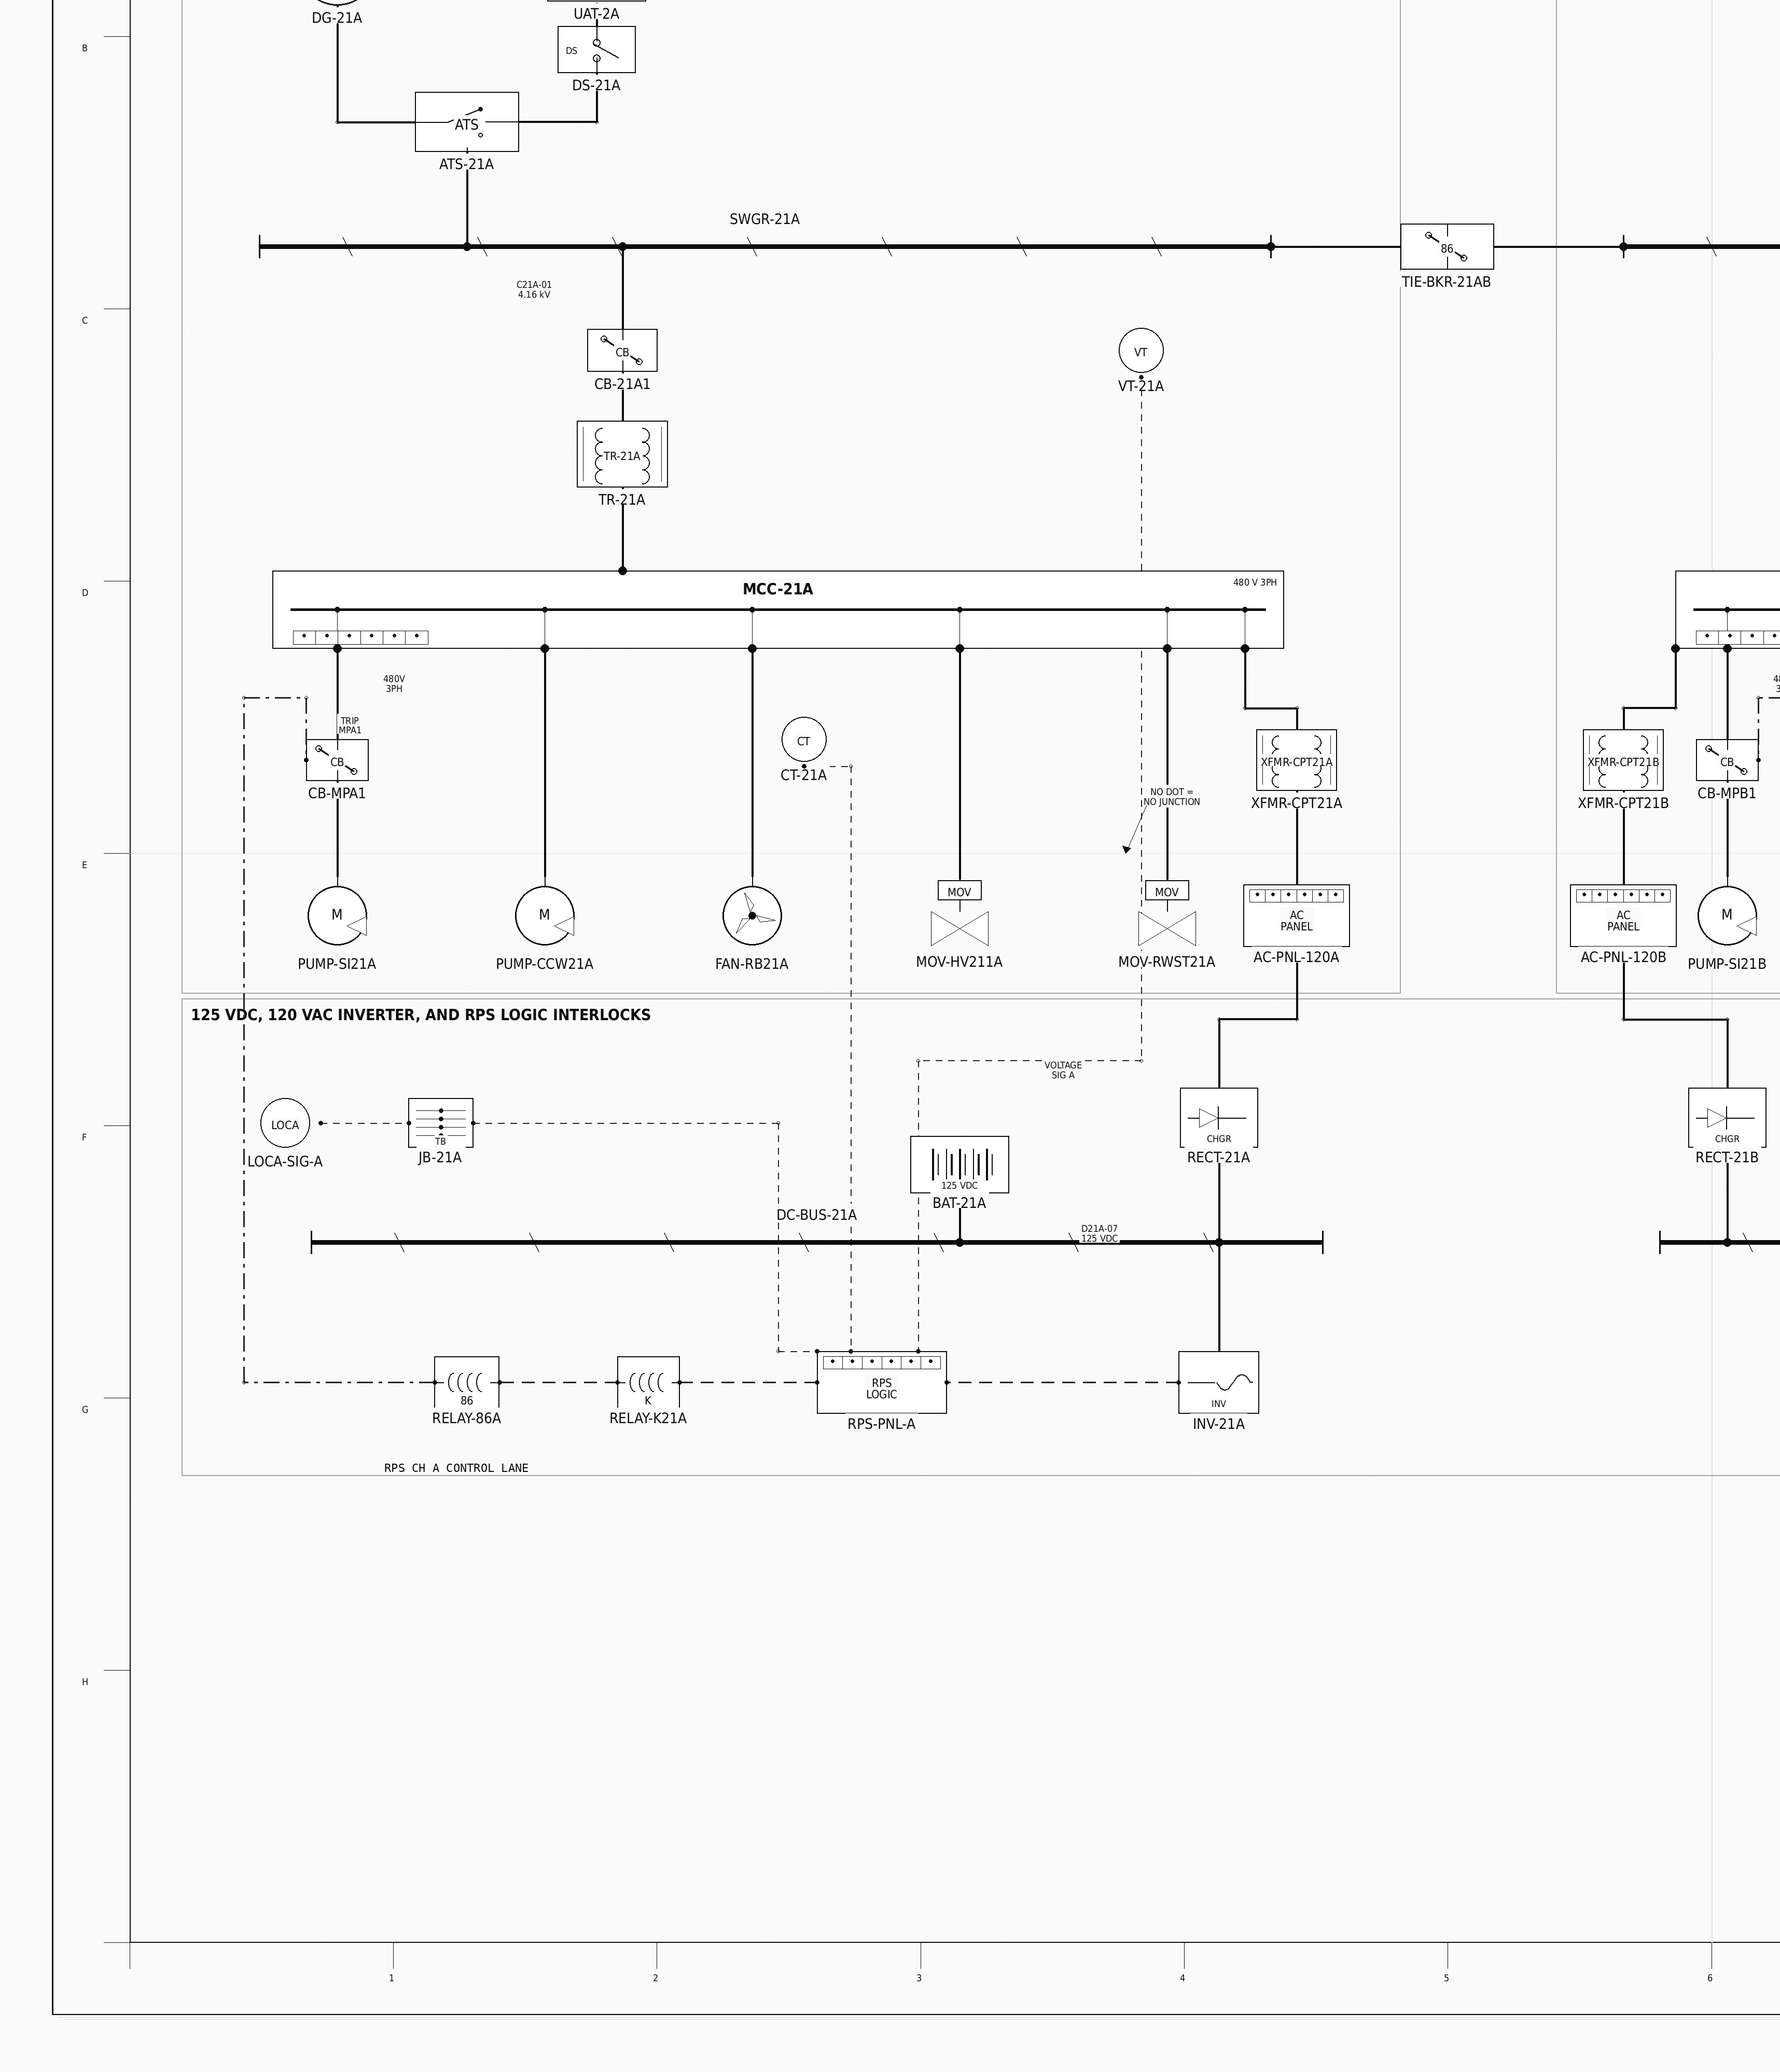 DG-21A
UAT-2A
B
DS
DS-21A
ATS
ATS-21A
SWGR-21A
86
TIE-BKR-21AB
C21A-01
4.16 kV
C
CB
CB-21A1
VT
VT-21A
TR-21A
TR-21A
D
MCC-21A
480 V 3PH
480V
3PH
TRIP
MPA1
CB
CB-MPA1
CT
CT-21A
NO DOT =
NO JUNCTION
XFMR-CPT21A
XFMR-CPT21A
XFMR-CPT21B
XFMR-CPT21B
CB
CB-MPB1
E
M
PUMP-SI21A
M
PUMP-CCW21A
FAN-RB21A
MOV
MOV-HV211A
MOV
MOV-RWST21A
AC
PANEL
AC-PNL-120A
AC
PANEL
AC-PNL-120B
M
PUMP-SI21B
125 VDC, 120 VAC INVERTER, AND RPS LOGIC INTERLOCKS
VOLTAGE
SIG A
F
LOCA
LOCA-SIG-A
TB
JB-21A
125 VDC
BAT-21A
CHGR
RECT-21A
CHGR
RECT-21B
DC-BUS-21A
D21A-07
125 VDC
G
86
RELAY-86A
K
RELAY-K21A
RPS
LOGIC
RPS-PNL-A
INV
INV-21A
RPS CH A CONTROL LANE
H
1
2
3
4
5
6